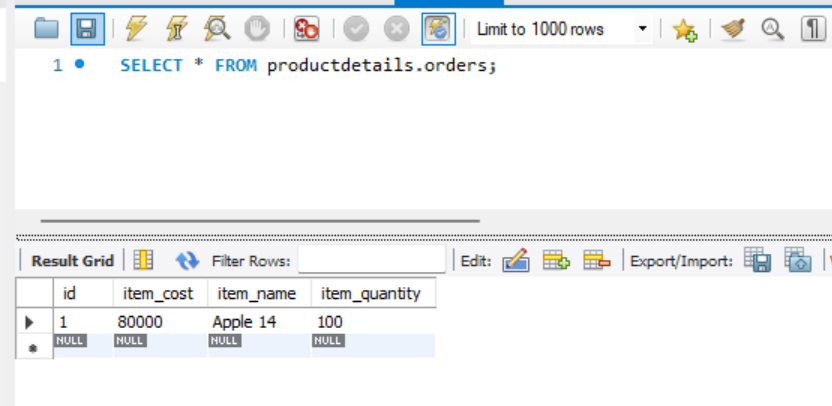 Limit to 1000 rows
1 SELECT * FROM productdetails.orders;
Result Grid Filter Rows: Edit: Export/Import:
id item_cost item_name item_quantity
1 80000 Apple 14 100
NULL NULL NULL NULL